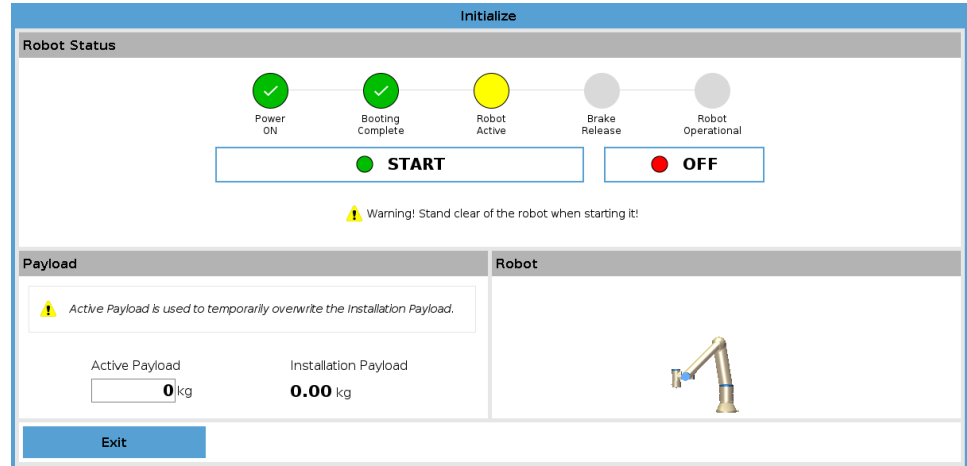 Initialize
Robot Status
Power
ON
Booting
Complete
Robot
Active
Brake
Release
Robot
Operational
START
OFF
Warning! Stand clear of the robot when starting it!
Payload
Robot
Active Payload is used to temporarily overwrite the Installation Payload.
Active Payload
Installation Payload
0 kg
0.00 kg
Exit